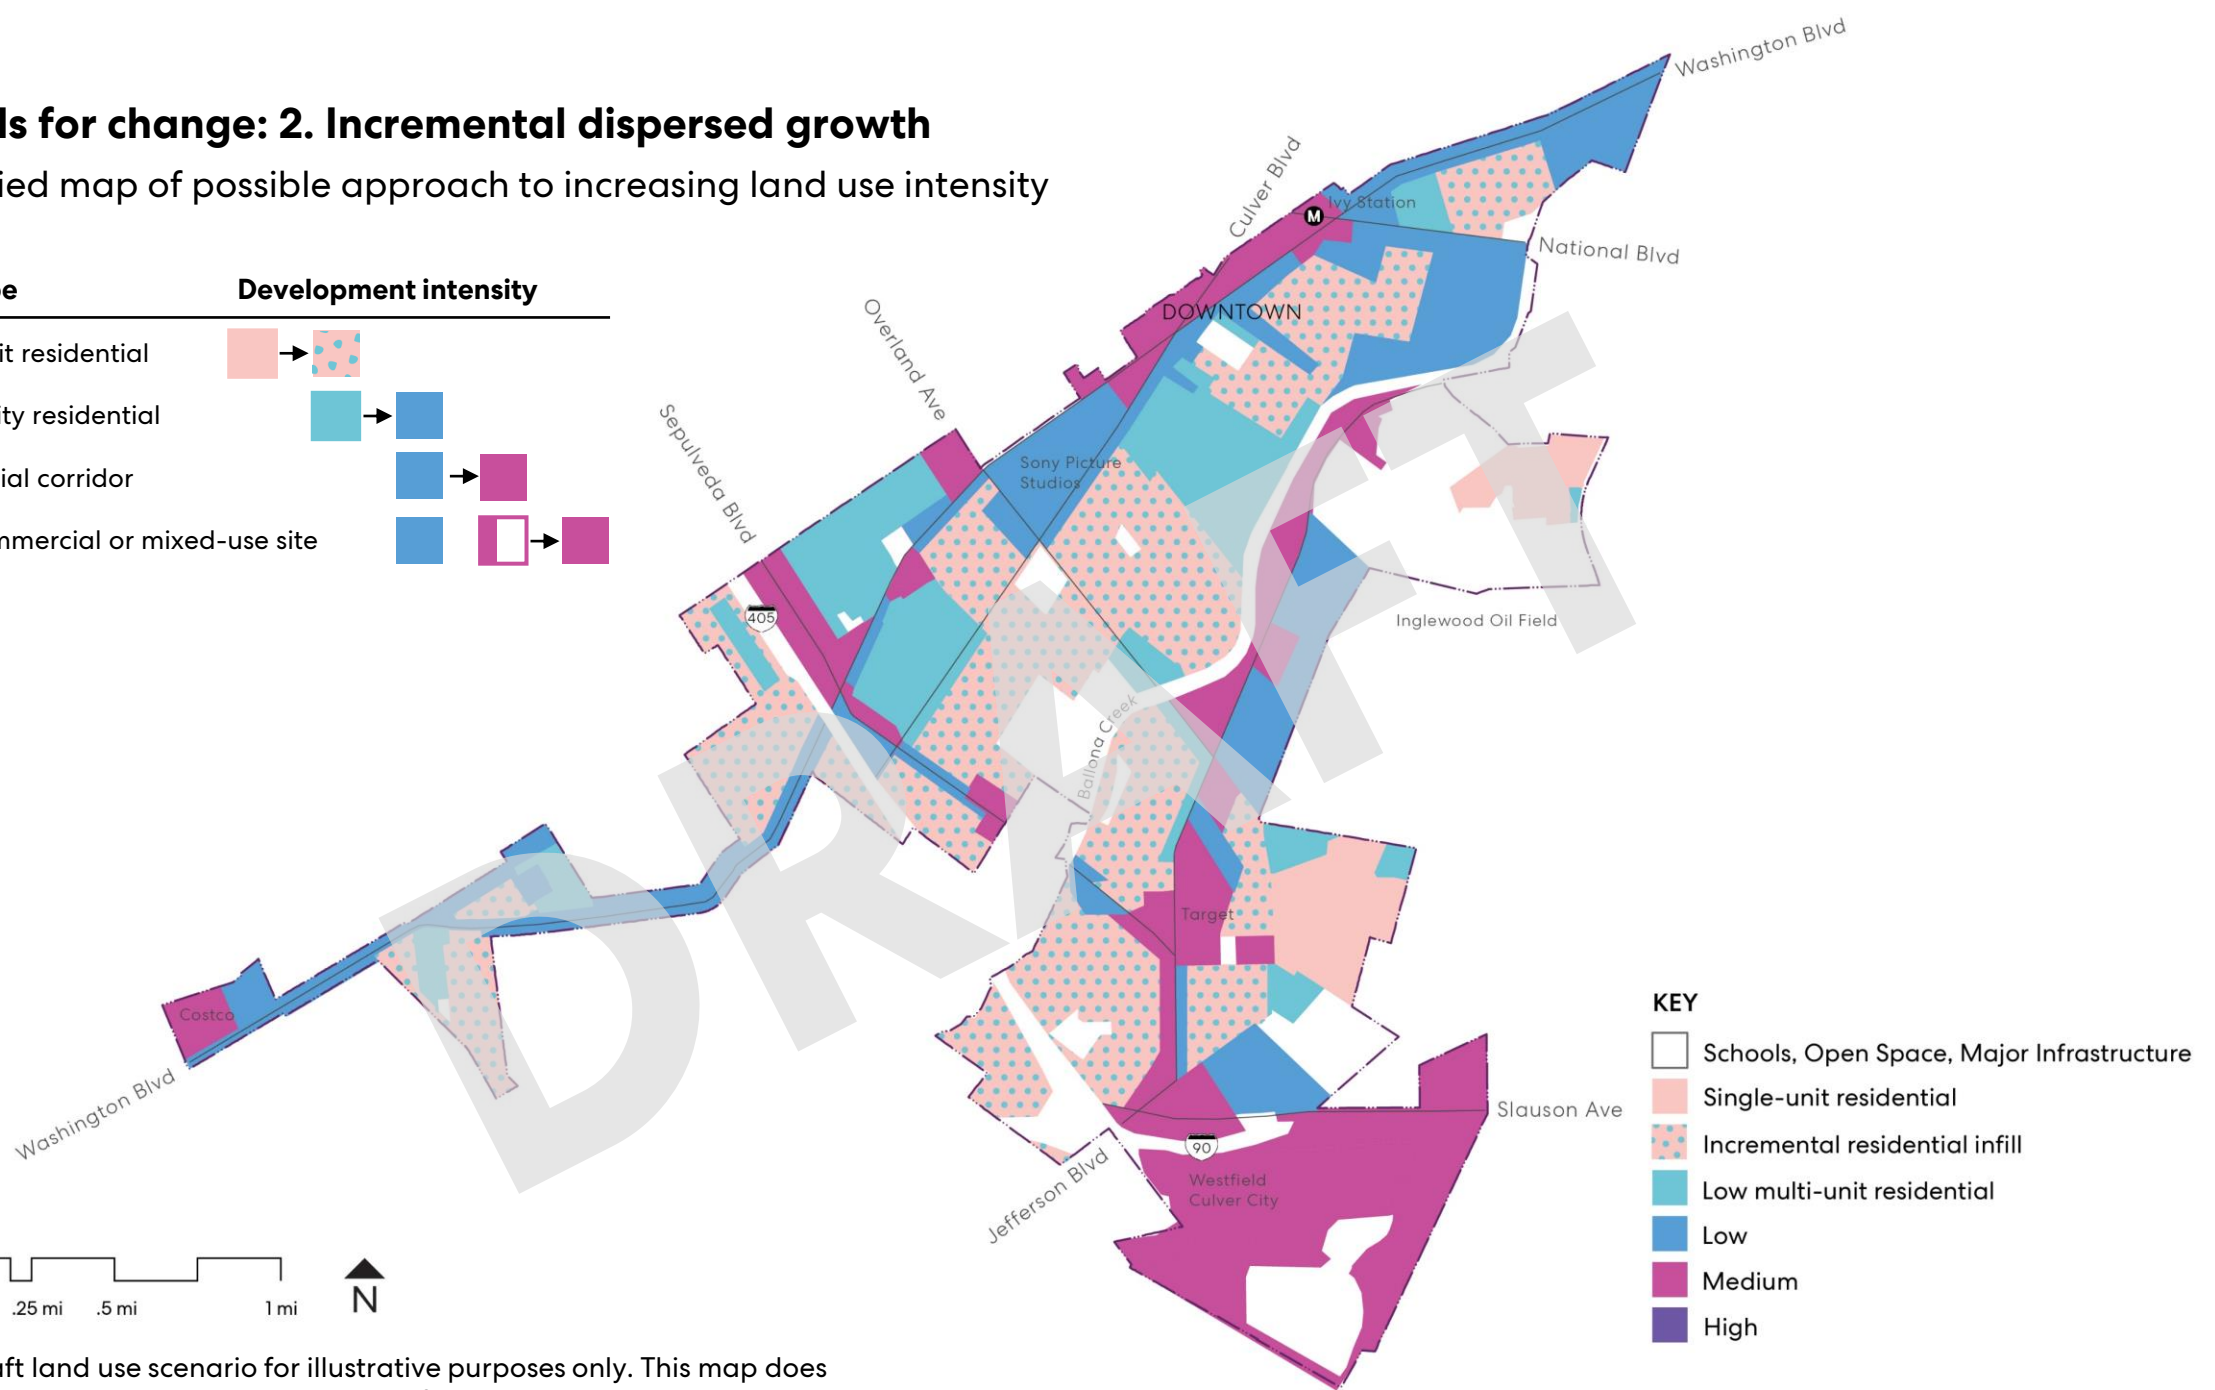 ls for change: 2. Incremental dispersed growth
ied map of possible approach to increasing land use intensity
Development intensity
it residential
ity residential
ial corridor
mmercial or mixed-use site
Washington Blvd
Culver Blvd
Ivy Station
M
National Blvd
DOWNTOWN
Overland Ave
Sepulveda Blvd
Sony Picture
Studios
405
Inglewood Oil Field
Ballona Creek
Target
Costco
Washington Blvd
Slauson Ave
90
Westfield
Culver City
Jefferson Blvd
DRAFT
KEY
Schools, Open Space, Major Infrastructure
Single-unit residential
Incremental residential infill
Low multi-unit residential
Low
Medium
High
.25 mi .5 mi 1 mi
N
aft land use scenario for illustrative purposes only. This map does